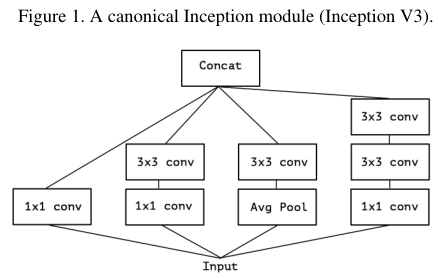 Figure 1. A canonical Inception module (Inception V3).
Concat
3x3 conv
3x3 conv
3x3 conv
3x3 conv
1x1 conv
1x1 conv
Avg Pool
1x1 conv
Input